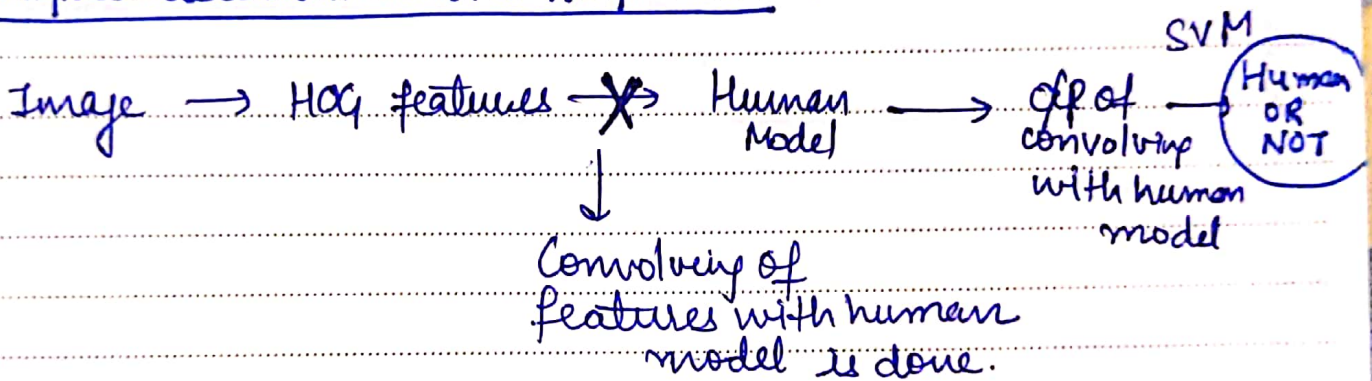 SVM
Image → HOG features → Human → o/p of → Human
Model convolving OR
with human NOT
model
Convolving of
features with human
model is done.